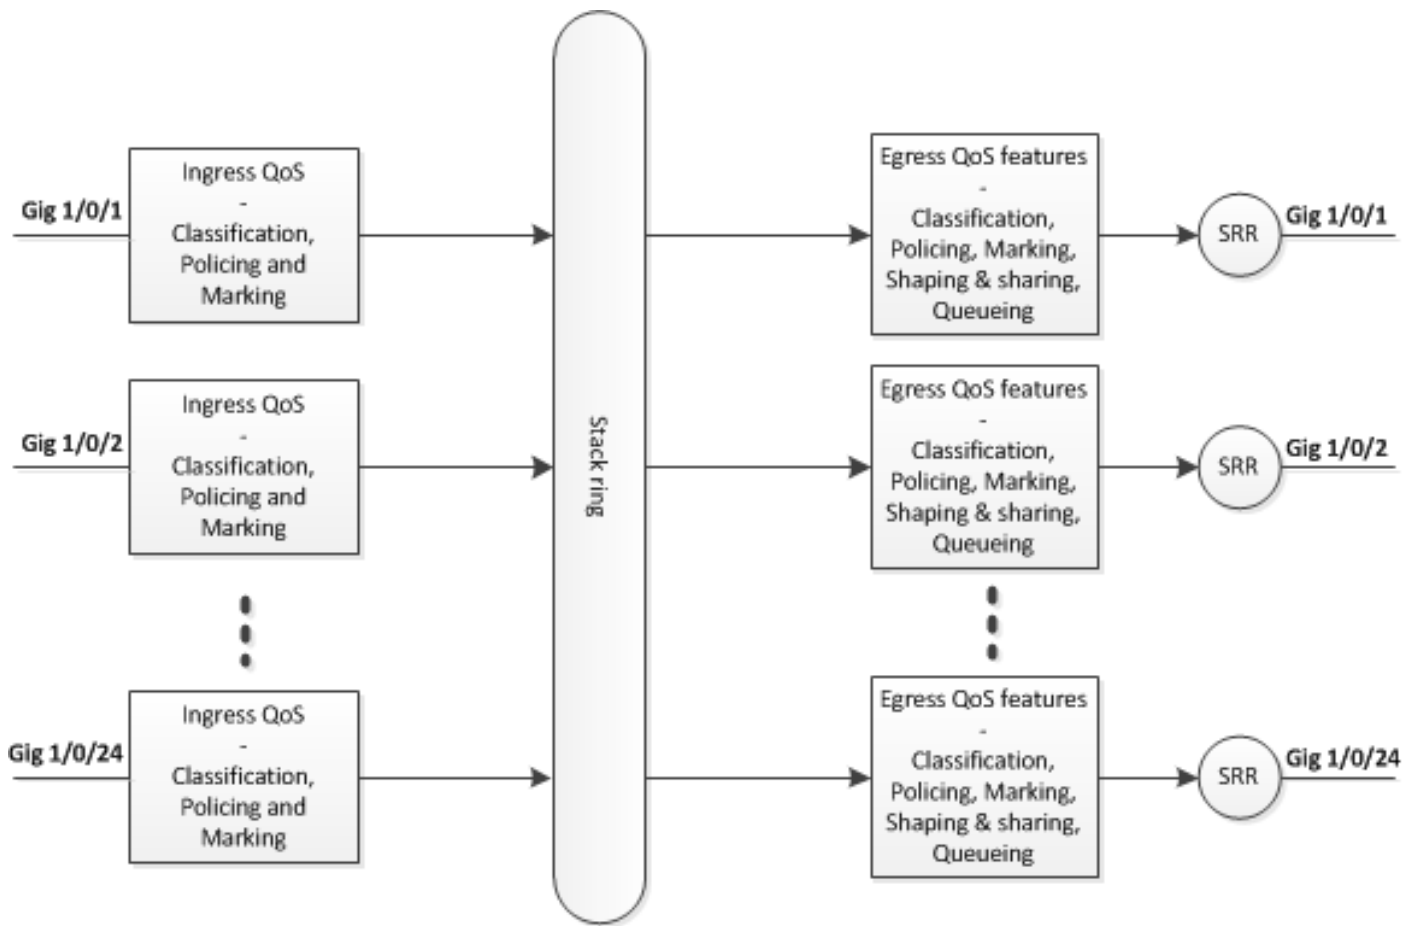 Gig 1/0/1
Ingress QoS
-
Classification,
Policing and
Marking
Gig 1/0/2
Ingress QoS
-
Classification,
Policing and
Marking
Gig 1/0/24
Ingress QoS
-
Classification,
Policing and
Marking
Stack ring
Egress QoS features
-
Classification,
Policing, Marking,
Shaping & sharing,
Queueing
SRR
Gig 1/0/1
Egress QoS features
-
Classification,
Policing, Marking,
Shaping & sharing,
Queueing
SRR
Gig 1/0/2
Egress QoS features
-
Classification,
Policing, Marking,
Shaping & sharing,
Queueing
SRR
Gig 1/0/24